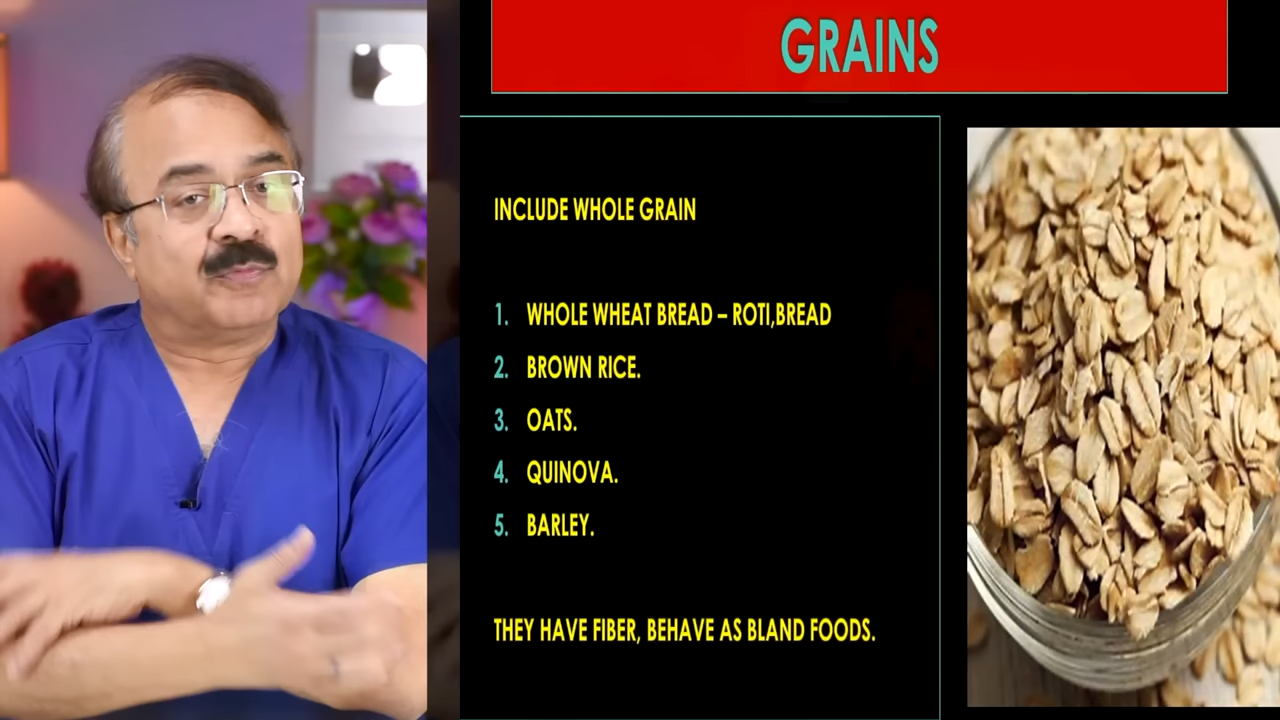 GRAINS
INCLUDE WHOLE GRAIN
1. WHOLE WHEAT BREAD – ROTI,BREAD
2. BROWN RICE.
3. OATS.
4. QUINOVA.
5. BARLEY.
THEY HAVE FIBER, BEHAVE AS BLAND FOODS.